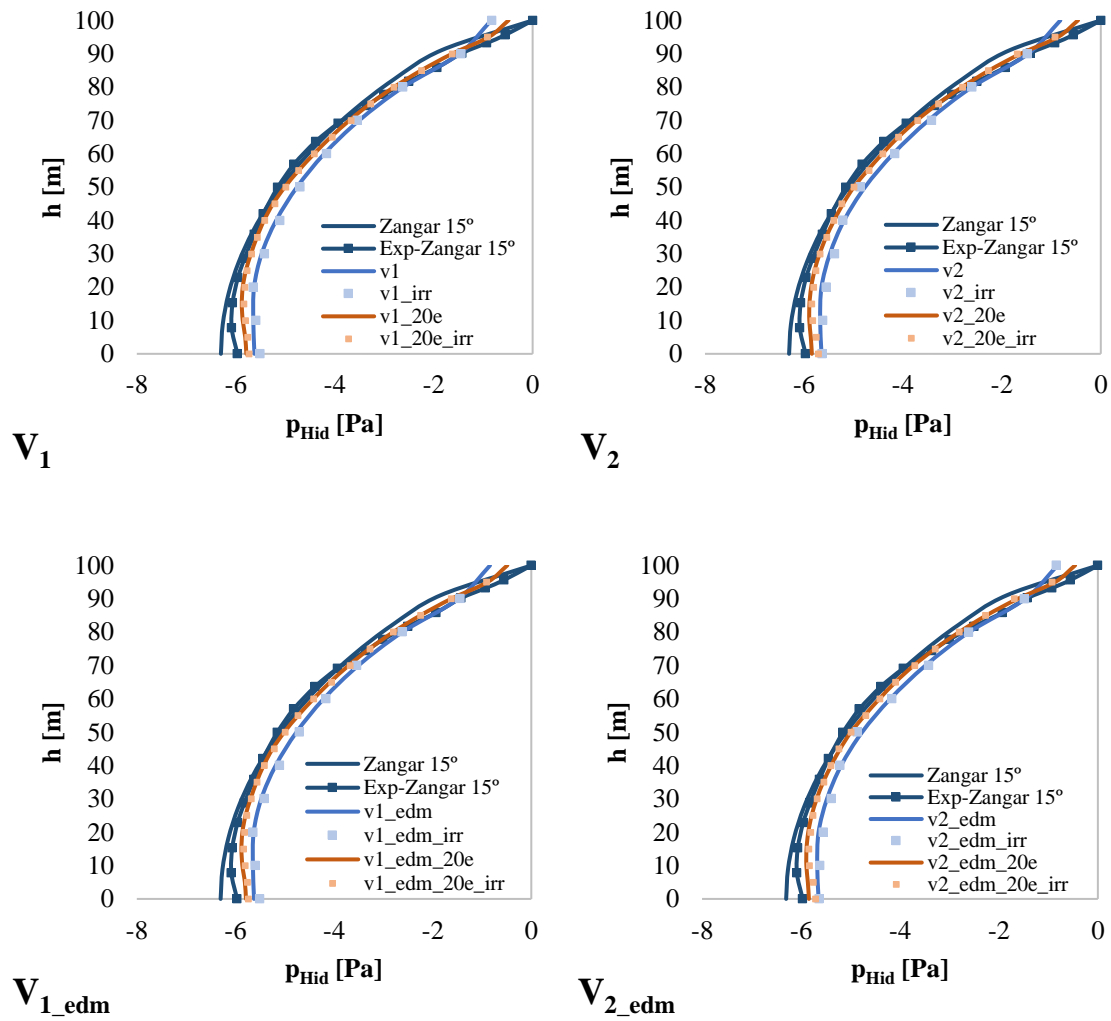 100
90
80
70
60
50
40
30
20
10
0
h [m]
Zangar 15º
Exp-Zangar 15º
v1
v1_irr
v1_20e
v1_20e_irr
-8 -6 -4 -2 0
pHid [Pa]
V1
100
90
80
70
60
50
40
30
20
10
0
h [m]
Zangar 15º
Exp-Zangar 15º
v2
v2_irr
v2_20e
v2_20e_irr
-8 -6 -4 -2 0
pHid [Pa]
V2
100
90
80
70
60
50
40
30
20
10
0
h [m]
Zangar 15º
Exp-Zangar 15º
v1_edm
v1_edm_irr
v1_edm_20e
v1_edm_20e_irr
-8 -6 -4 -2 0
pHid [Pa]
V1_edm
100
90
80
70
60
50
40
30
20
10
0
h [m]
Zangar 15º
Exp-Zangar 15º
v2_edm
v2_edm_irr
v2_edm_20e
v2_edm_20e_irr
-8 -6 -4 -2 0
pHid [Pa]
V2_edm